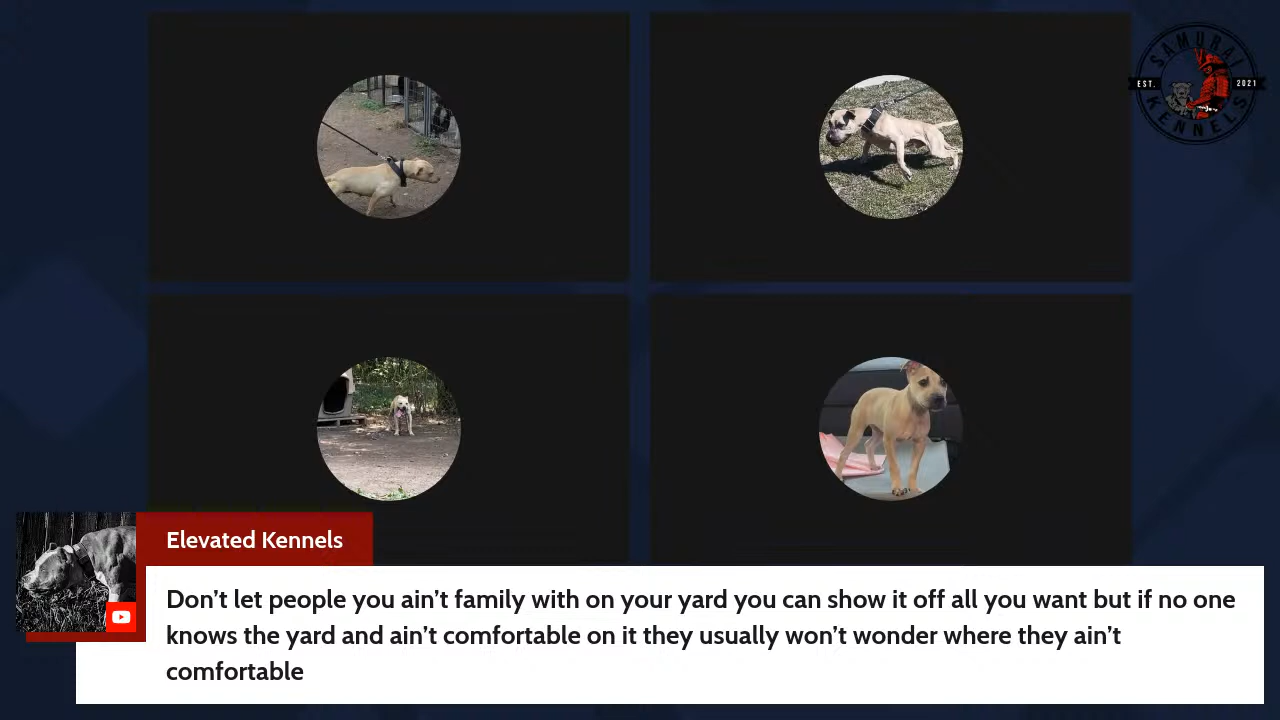 SAMURAI
EST. 2021
KENNELS
Elevated Kennels
Don’t let people you ain’t family with on your yard you can show it off all you want but if no one
knows the yard and ain’t comfortable on it they usually won’t wonder where they ain’t
comfortable